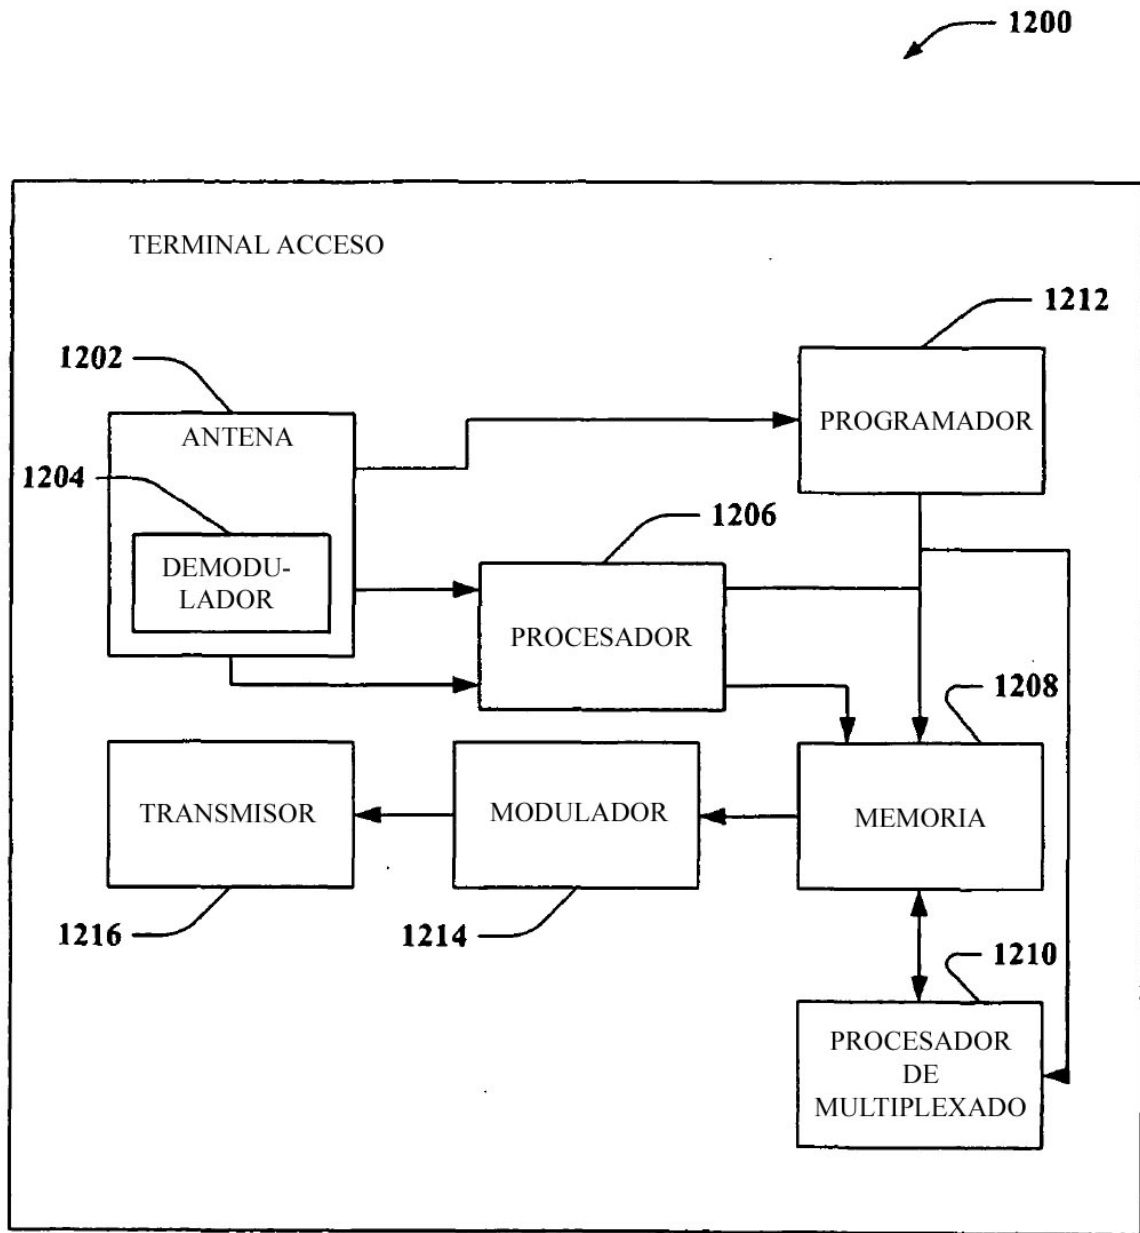 1200
TERMINAL ACCESO
1212
1202
PROGRAMADOR
ANTENA
1204
1206
DEMODU-
LADOR
PROCESADOR
1208
TRANSMISOR
MODULADOR
MEMORIA
1216
1214
1210
PROCESADOR
DE
MULTIPLEXADO